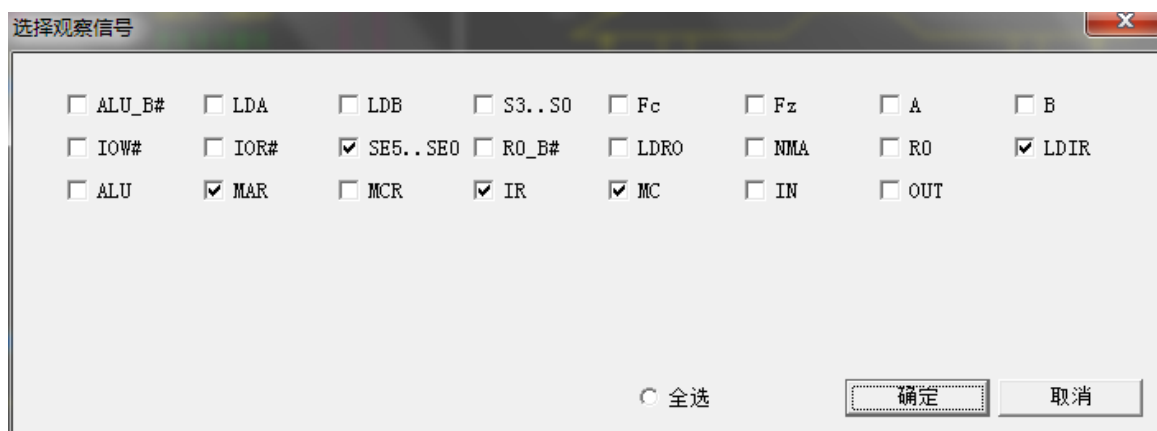 选择观察信号
ALU_B# LDA LDB S3..S0 Fc Fz A B
IOW# IOR# SE5..SE0 R0_B# LDR0 NMA R0 LDIR
ALU MAR MCR IR MC IN OUT
全选 确定 取消